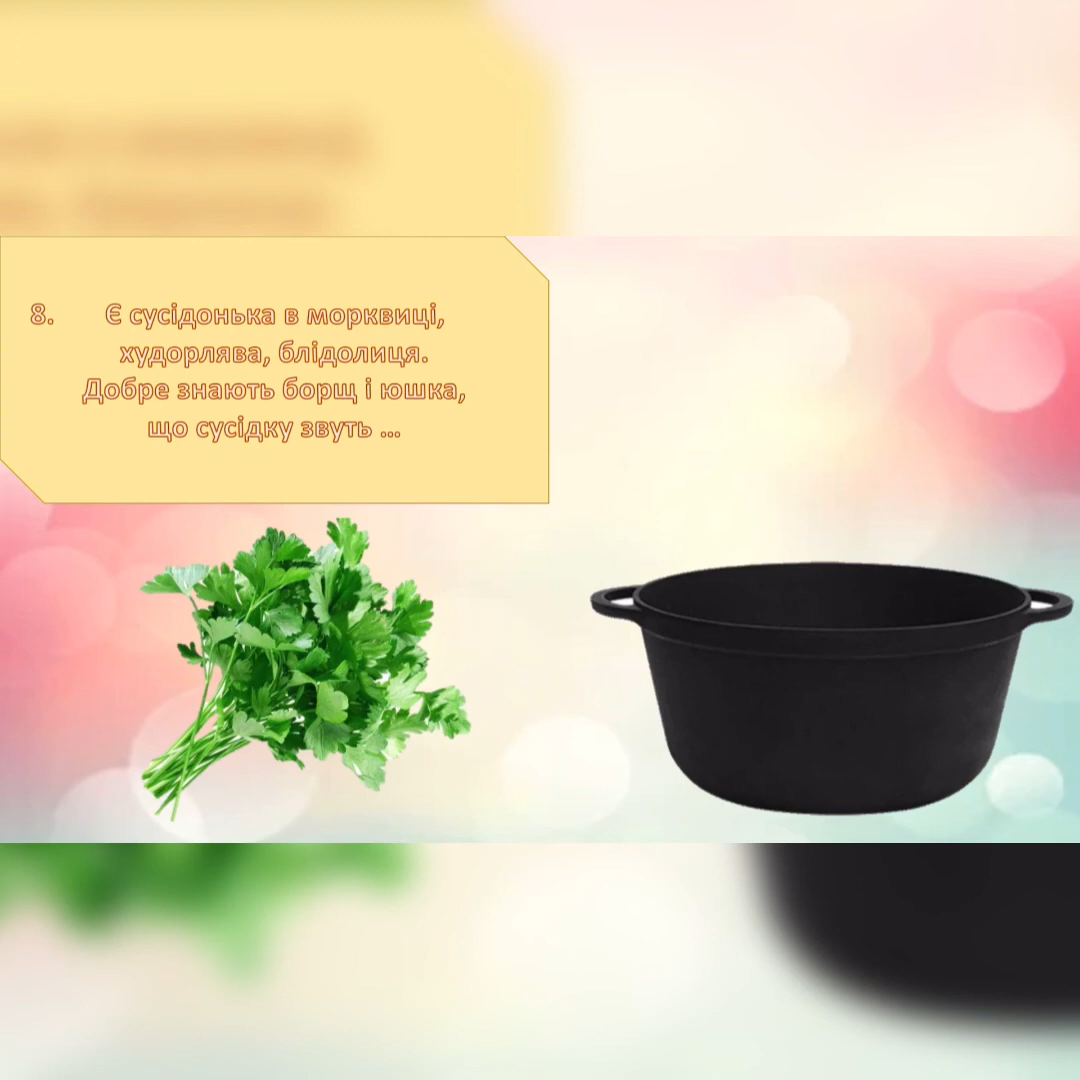 8. Є сусідонька в морквиці,
худорлява, блідолиця.
Добре знають борщ і юшка,
що сусідку звуть ...